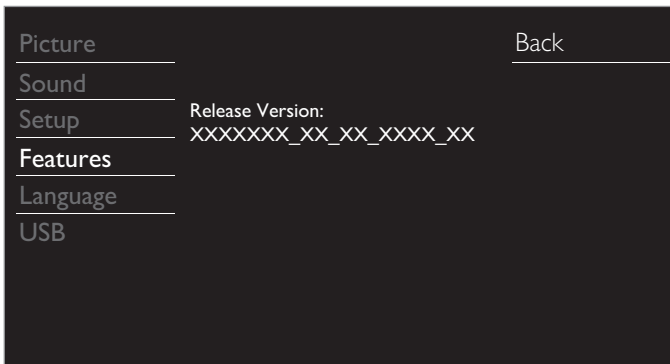 Picture
Back
Sound
Setup
Release Version:
XXXXXXX_XX_XX_XXXX_XX
Features
Language
USB